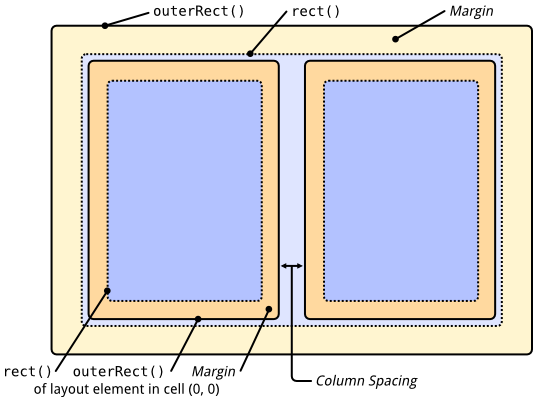 outerRect() rect() Margin
rect() outerRect() Margin
of layout element in cell (0, 0)
Column Spacing